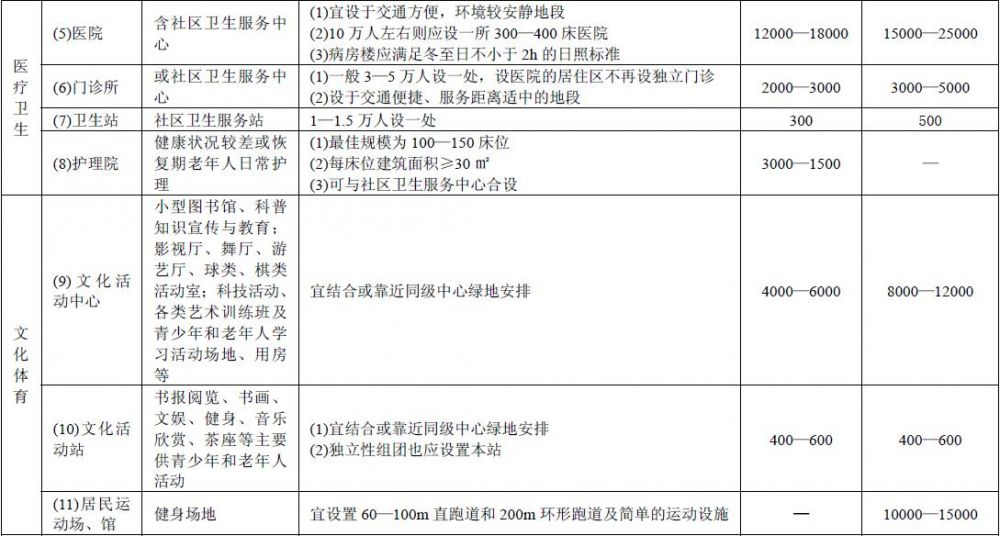 医疗卫生
(5)医院
含社区卫生服务中
心
(1)宜设于交通方便，环境较安静地段
(2)10 万人左右则应设一所 300—400 床医院
(3)病房楼应满足冬至日不小于 2h 的日照标准
12000—18000
15000—25000
(6)门诊所
或社区卫生服务中
心
(1)一般 3—5 万人设一处，设医院的居住区不再设独立门诊
(2)设于交通便捷、服务距离适中的地段
2000—3000
3000—5000
(7)卫生站
社区卫生服务站
1—1.5 万人设一处
300
500
(8)护理院
健康状况较差或恢
复期老年人日常护
理
(1)最佳规模为 100—150 床位
(2)每床位建筑面积≥30 ㎡
(3)可与社区卫生服务中心合设
3000—1500
—
文化体育
(9)文化活
动中心
小型图书馆、科普
知识宣传与教育；
影视厅、舞厅、游
艺厅、球类、棋类
活动室；科技活动、
各类艺术训练班及
青少年和老年人学
习活动场地、用房
等
宜结合或靠近同级中心绿地安排
4000—6000
8000—12000
(10)文化活
动站
书报阅览、书画、
文娱、健身、音乐
欣赏、茶座等主要
供青少年和老年人
活动
(1)宜结合或靠近同级中心绿地安排
(2)独立性组团也应设置本站
400—600
400—600
(11)居民运
动场、馆
健身场地
宜设置 60—100m 直跑道和 200m 环形跑道及简单的运动设施
—
10000—15000